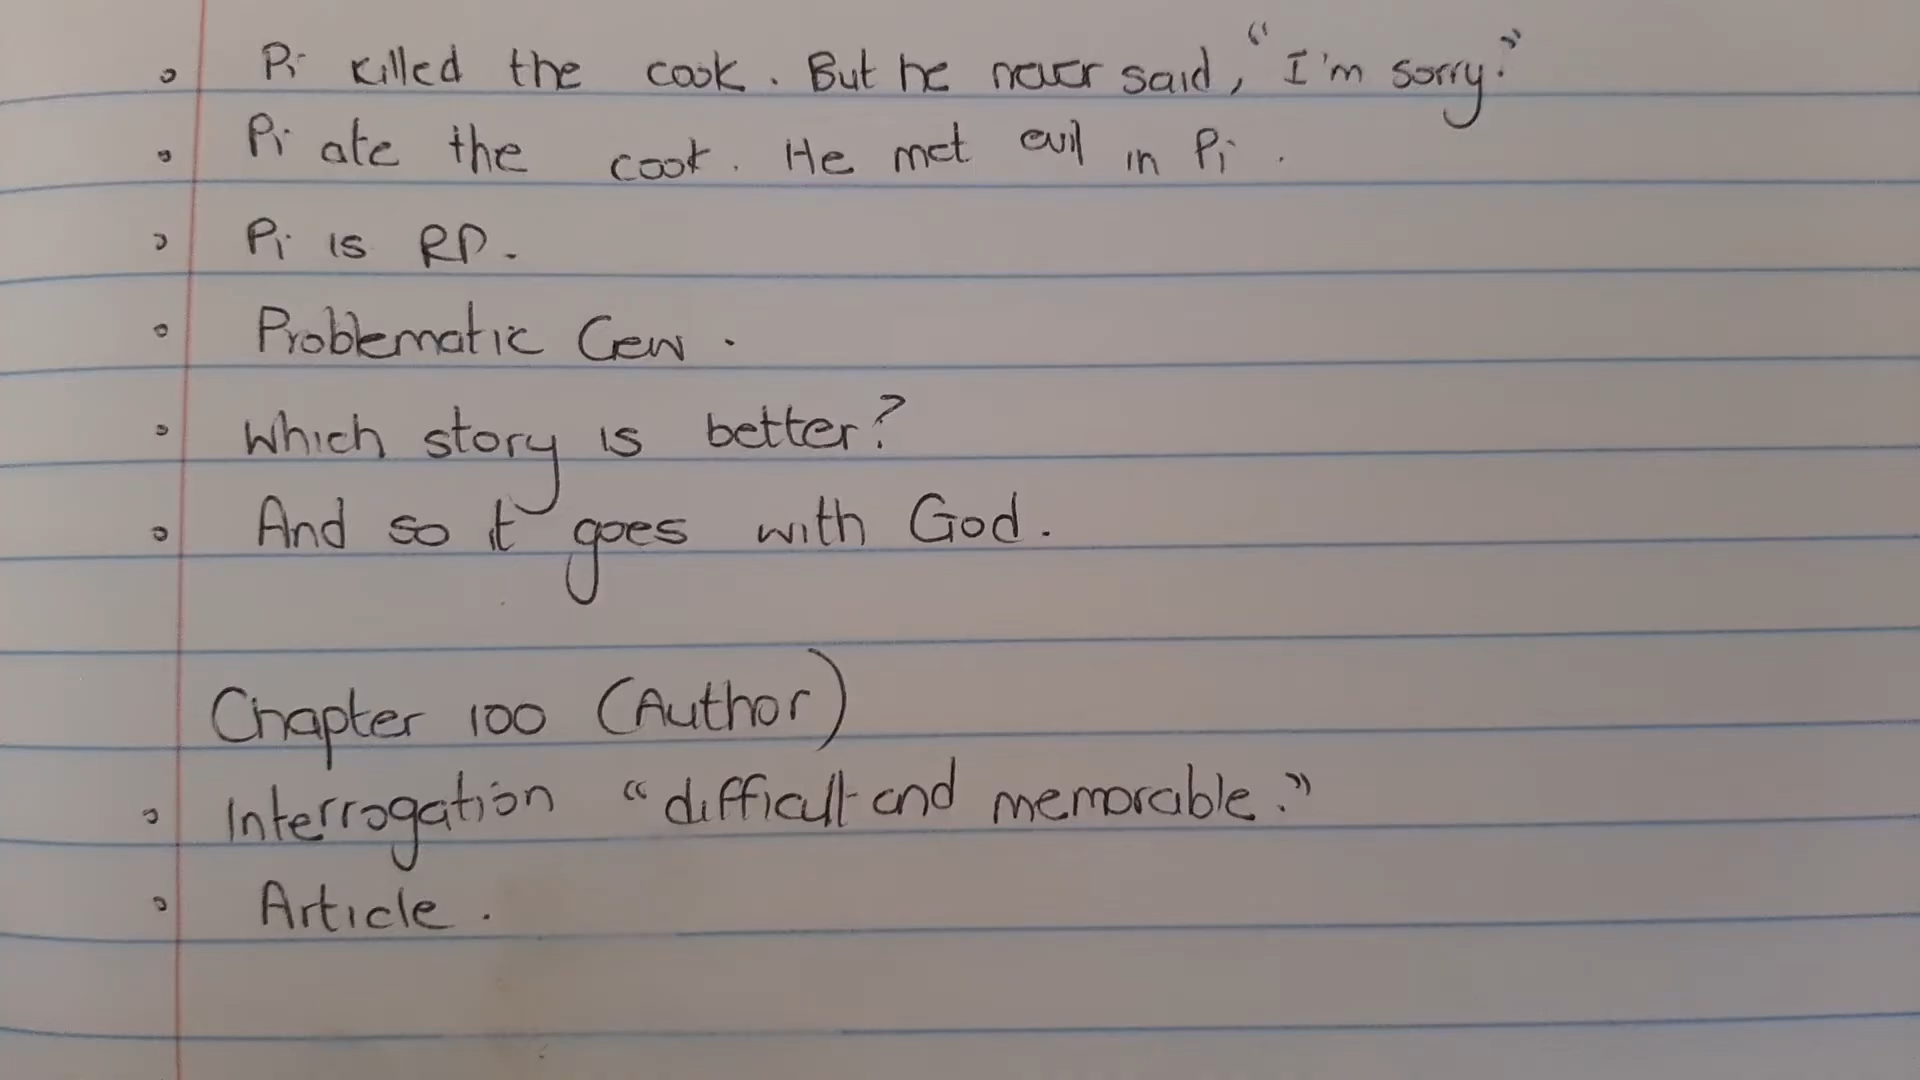 Pi killed the cook. But he never said, "I'm sorry."
Pi ate the cook. He met evil in Pi.
Pi is RP.
Problematic Crew.
Which story is better?
And so it goes with God.
Chapter 100 (Author)
Interrogation "difficult and memorable."
Article.